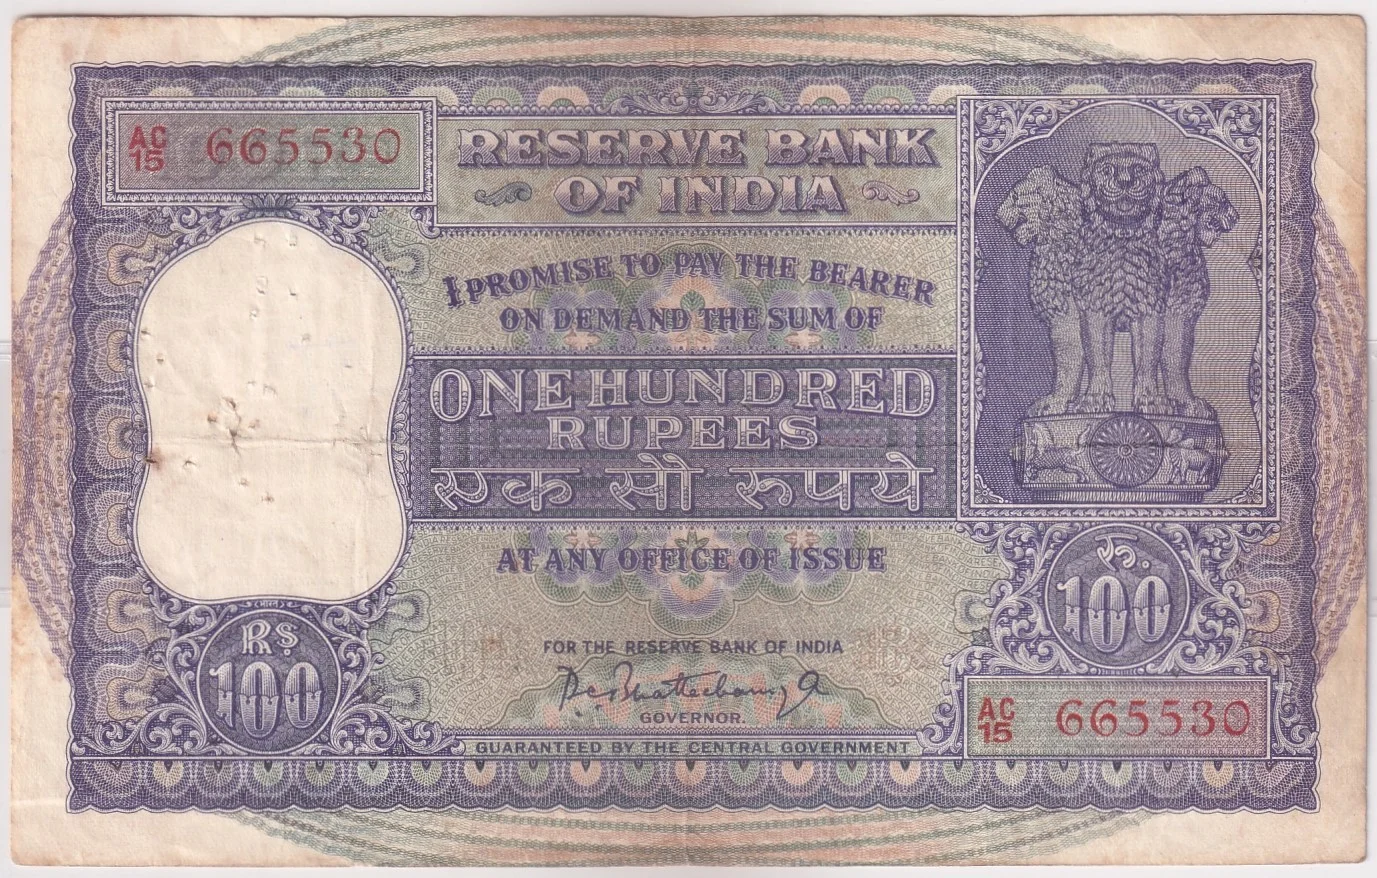 AC
15 665530
RESERVE BANK
OF INDIA
I PROMISE TO PAY THE BEARER
ON DEMAND THE SUM OF
ONE HUNDRED
RUPEES
एक सौ रुपये
AT ANY OFFICE OF ISSUE
रु.
100
Rs
100
FOR THE RESERVE BANK OF INDIA
P.C. Bhattacharyya
GOVERNOR.
AC
15 665530
GUARANTEED BY THE CENTRAL GOVERNMENT